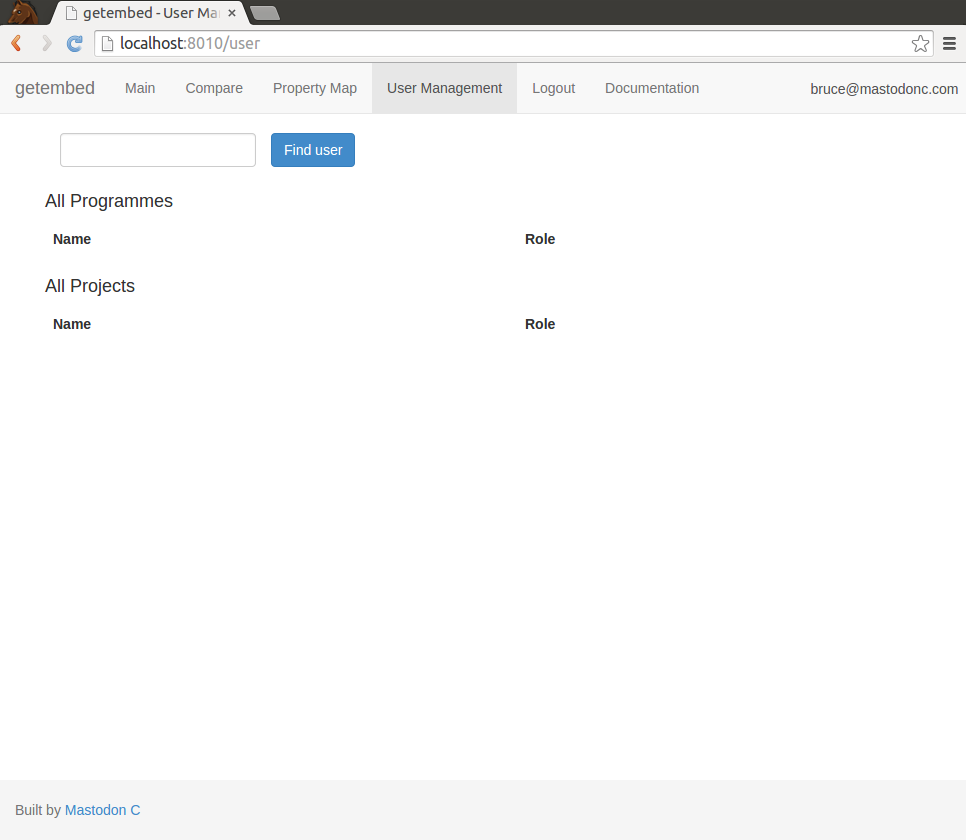 getembed - User Ma
localhost:8010/user
getembed Main Compare Property Map User Management Logout Documentation bruce@mastodonc.com
Find user
All Programmes
Name Role
All Projects
Name Role
Built by Mastodon C